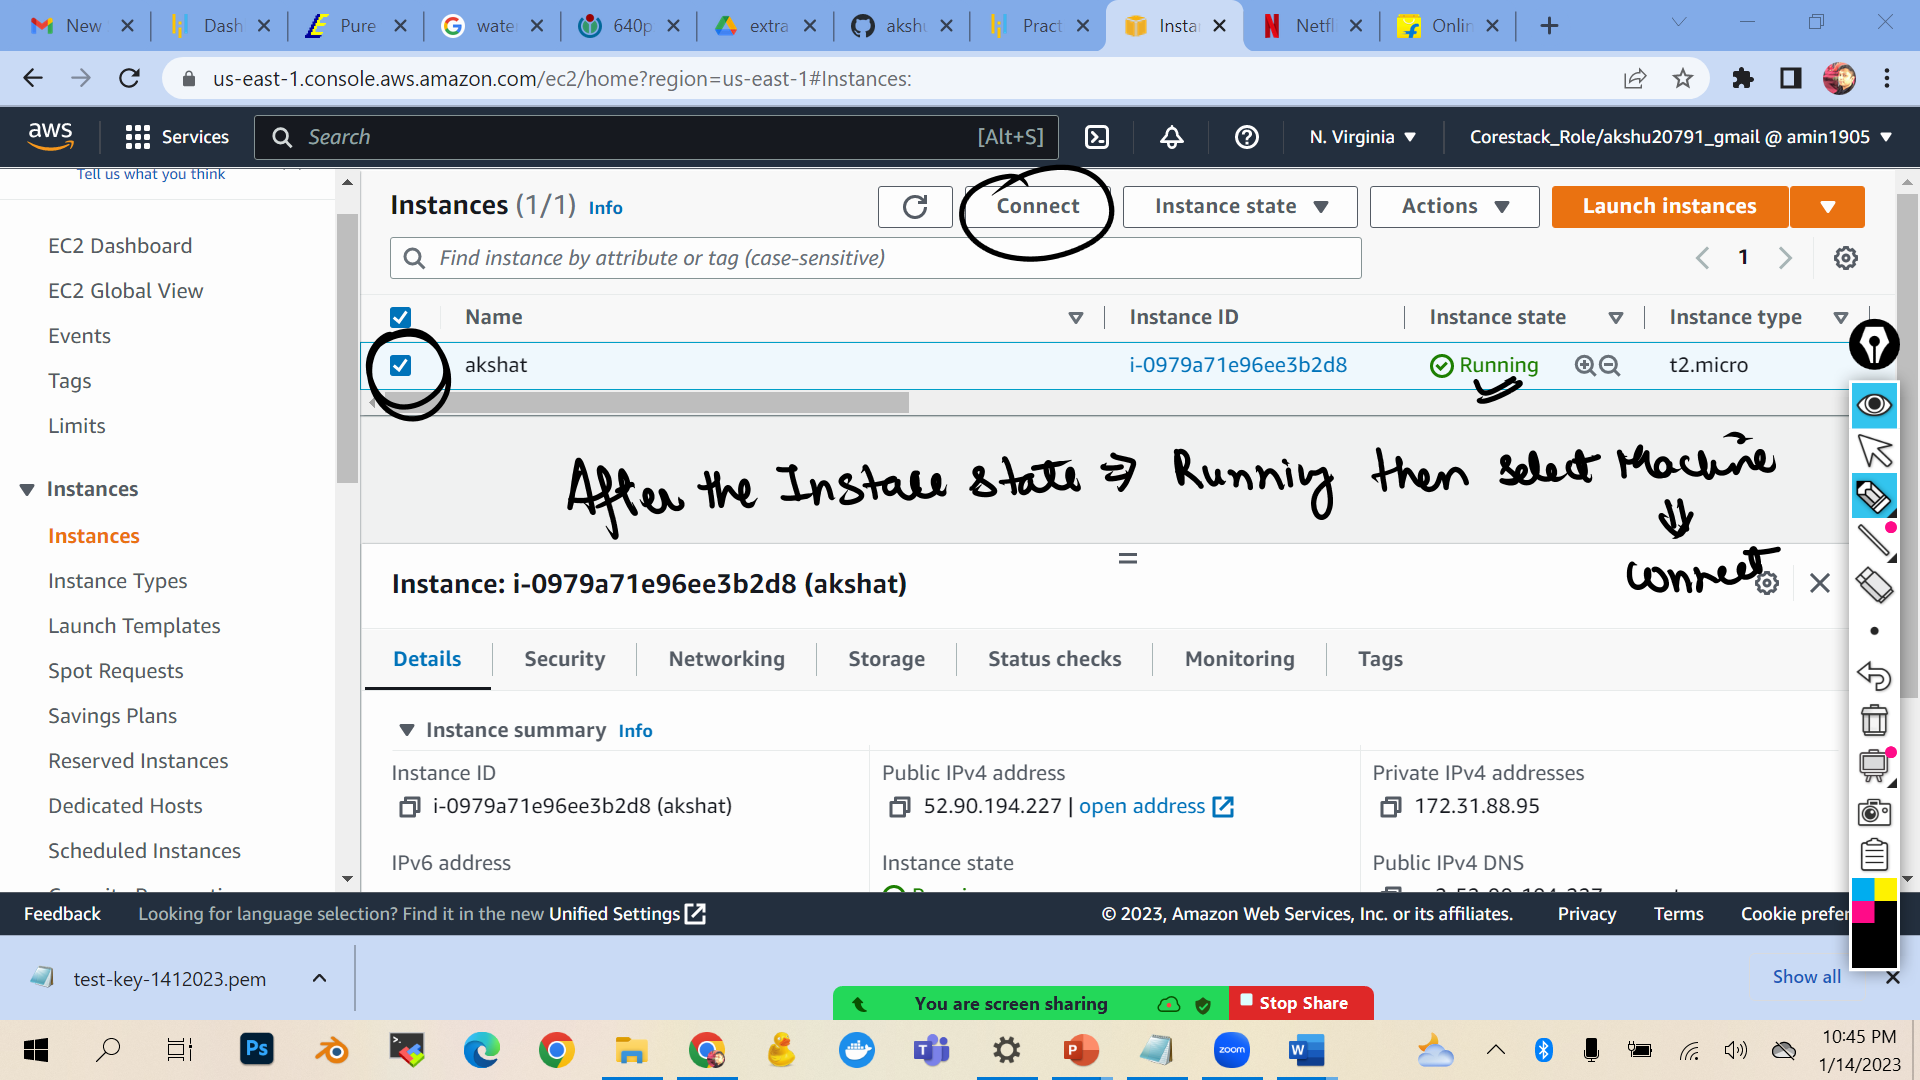 New
Dash
Pure
wate
640p
extra
akshu
Pract
Insta
Netfl
Onlin
us-east-1.console.aws.amazon.com/ec2/home?region=us-east-1#Instances:
aws
Services
Search
[Alt+S]
N. Virginia
Corestack_Role/akshu20791_gmail @ amin1905
Tell us what you think
EC2 Dashboard
EC2 Global View
Events
Tags
Limits
Instances
Instances
Instance Types
Launch Templates
Spot Requests
Savings Plans
Reserved Instances
Dedicated Hosts
Scheduled Instances
Instances (1/1) Info
Connect
Instance state
Actions
Launch instances
Find instance by attribute or tag (case-sensitive)
1
Name
Instance ID
Instance state
Instance type
akshat
i-0979a71e96ee3b2d8
Running
t2.micro
After the Instace state => Running then select Machine
connect
Instance: i-0979a71e96ee3b2d8 (akshat)
Details
Security
Networking
Storage
Status checks
Monitoring
Tags
Instance summary Info
Instance ID
i-0979a71e96ee3b2d8 (akshat)
Public IPv4 address
52.90.194.227 | open address
Private IPv4 addresses
172.31.88.95
IPv6 address
Instance state
Public IPv4 DNS
Feedback
Looking for language selection? Find it in the new Unified Settings
© 2023, Amazon Web Services, Inc. or its affiliates.
Privacy
Terms
Cookie prefer
test-key-1412023.pem
Show all
You are screen sharing
Stop Share
Ps
zoom
P
W
10:45 PM
1/14/2023